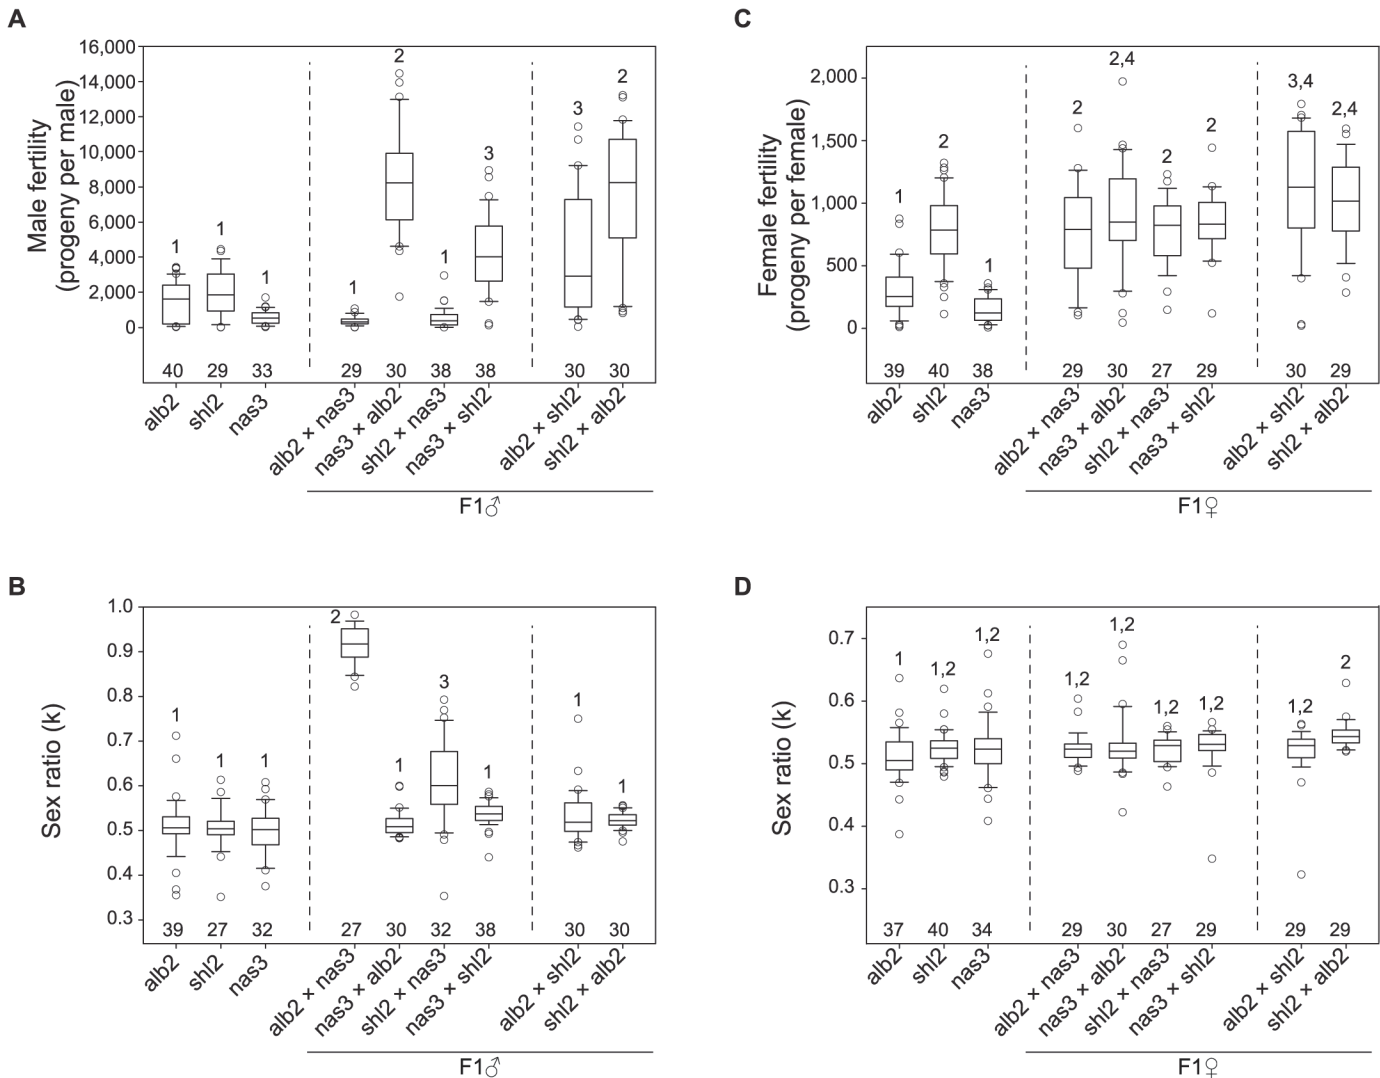 A
Male fertility
(progeny per male)
16,000
14,000
12,000
10,000
8,000
6,000
4,000
2,000
0
1
1
1
1
2
1
3
3
2
40
29
33
29
30
38
38
30
30
alb2
shl2
nas3
alb2 × nas3
nas3 × alb2
shl2 × nas3
nas3 × shl2
alb2 × shl2
shl2 × alb2
F1♂
C
Female fertility
(progeny per female)
2,000
1,500
1,000
500
0
1
2
1
2
2,4
2
2
3,4
2,4
39
40
38
29
30
27
29
30
29
alb2
shl2
nas3
alb2 × nas3
nas3 × alb2
shl2 × nas3
nas3 × shl2
alb2 × shl2
shl2 × alb2
F1♀
B
Sex ratio (k)
1.0
0.9
0.8
0.7
0.6
0.5
0.4
0.3
1
1
1
2
1
3
1
1
1
39
27
32
27
30
32
38
30
30
alb2
shl2
nas3
alb2 × nas3
nas3 × alb2
shl2 × nas3
nas3 × shl2
alb2 × shl2
shl2 × alb2
F1♂
D
Sex ratio (k)
0.7
0.6
0.5
0.4
0.3
1
1,2
1,2
1,2
1,2
1,2
1,2
1,2
2
37
40
34
29
30
27
29
29
29
alb2
shl2
nas3
alb2 × nas3
nas3 × alb2
shl2 × nas3
nas3 × shl2
alb2 × shl2
shl2 × alb2
F1♀